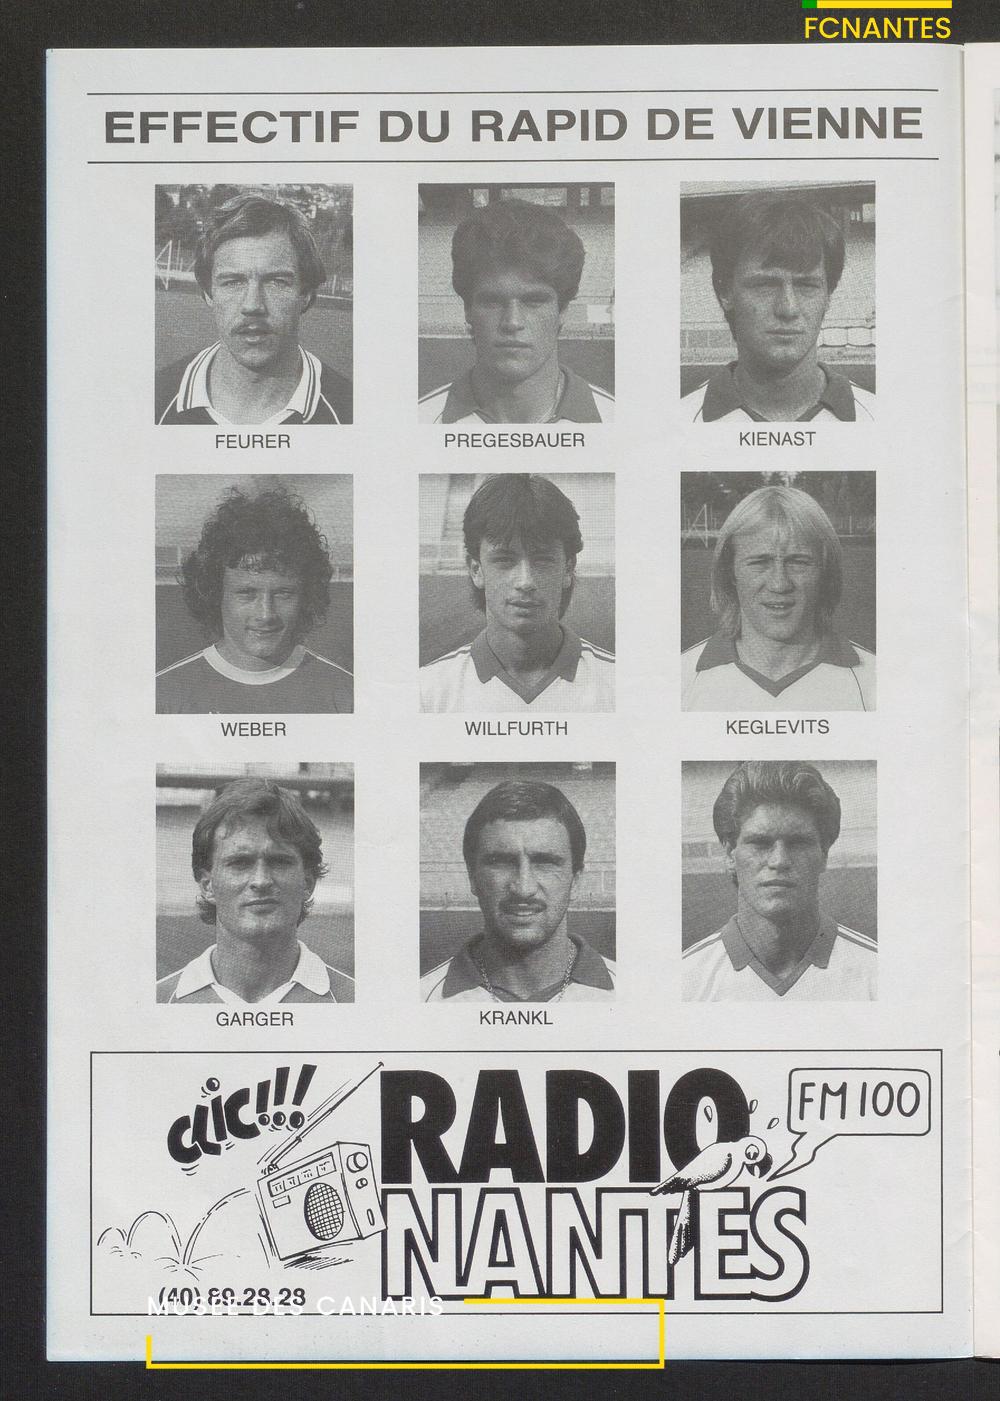 FCNANTES
EFFECTIF DU RAPID DE VIENNE
FEURER
PREGESBAUER
KIENAST
WEBER
WILLFURTH
KEGLEVITS
GARGER
KRANKL
CLIC!!!
RADIO
FM 100
NANTES
(40) 89.28.28
MUSÉE DES CANARIS